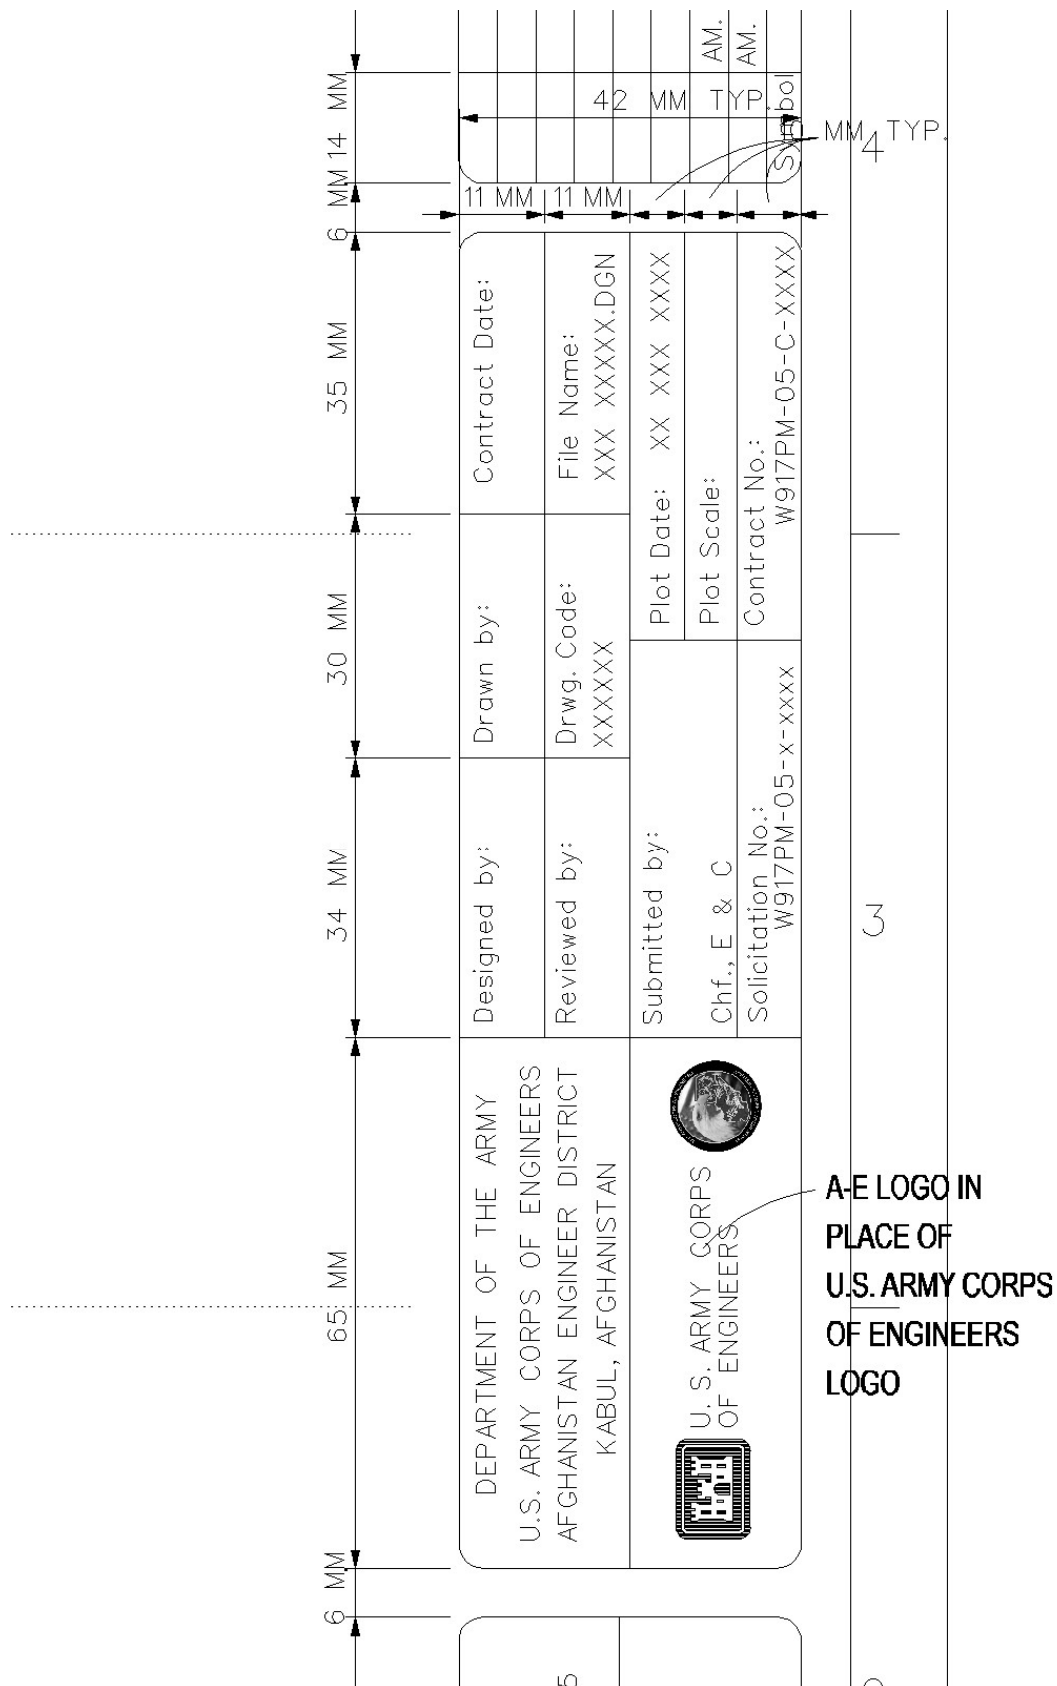 AM.
AM.
14 MM
42 MM TYP.
Symbol
MM TYP.
4
6 MM
11 MM
11 MM
35 MM
Contract Date:
File Name:
XXX XXXXX.DGN
Plot Date: XX XXX XXXX
Plot Scale:
Contract No.:
W917PM-05-C-XXXX
30 MM
Drawn by:
Drwg. Code:
XXXXXX
34 MM
Designed by:
Reviewed by:
Submitted by:
Chf., E & C
Solicitation No.:
W917PM-05-x-xxxx
3
65 MM
DEPARTMENT OF THE ARMY
U.S. ARMY CORPS OF ENGINEERS
AFGHANISTAN ENGINEER DISTRICT
KABUL, AFGHANISTAN
U. S. ARMY CORPS
OF ENGINEERS
A-E LOGO IN
PLACE OF
U.S. ARMY CORPS
OF ENGINEERS
LOGO
6 MM
5